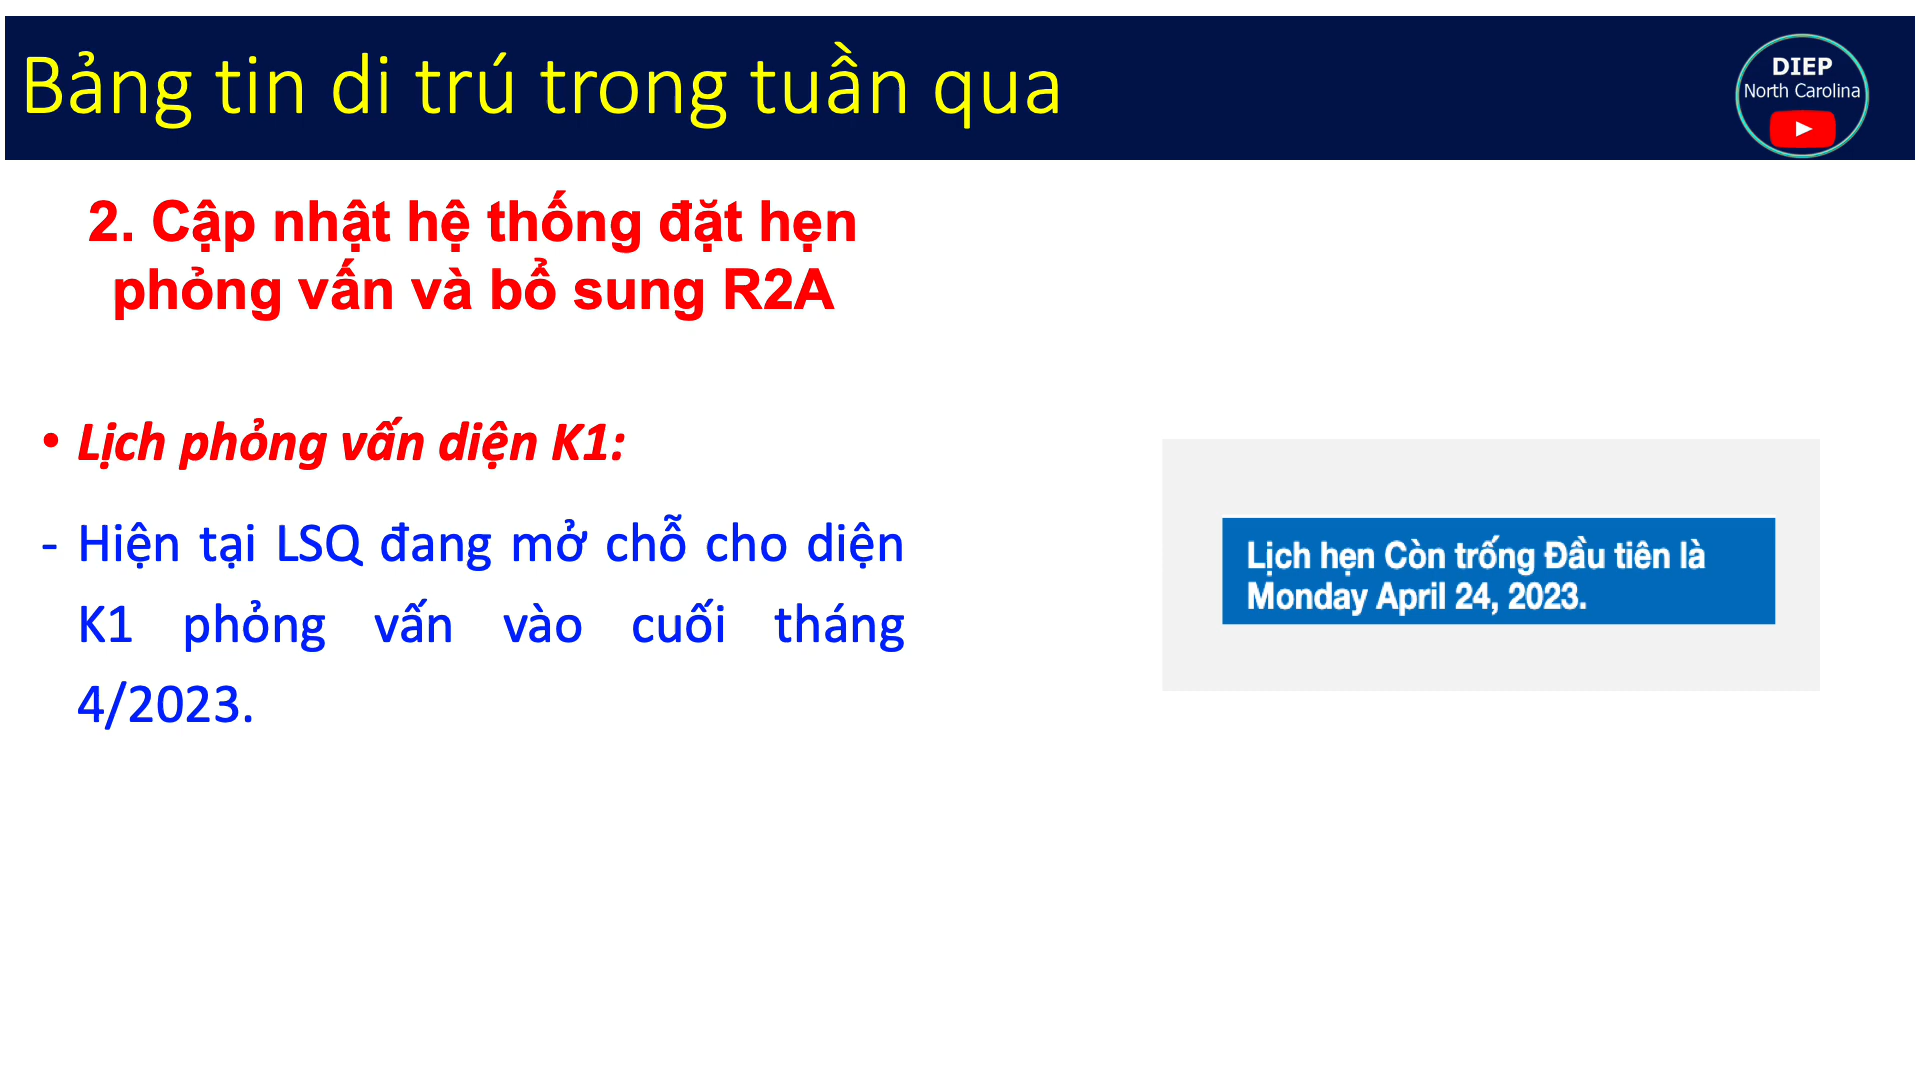 Bảng tin di trú trong tuần qua
DIEP
North Carolina
2. Cập nhật hệ thống đặt hẹn
phỏng vấn và bổ sung R2A
• Lịch phỏng vấn diện K1:
- Hiện tại LSQ đang mở chỗ cho diện
K1 phỏng vấn vào cuối tháng
4/2023.
Lịch hẹn Còn trống Đầu tiên là
Monday April 24, 2023.